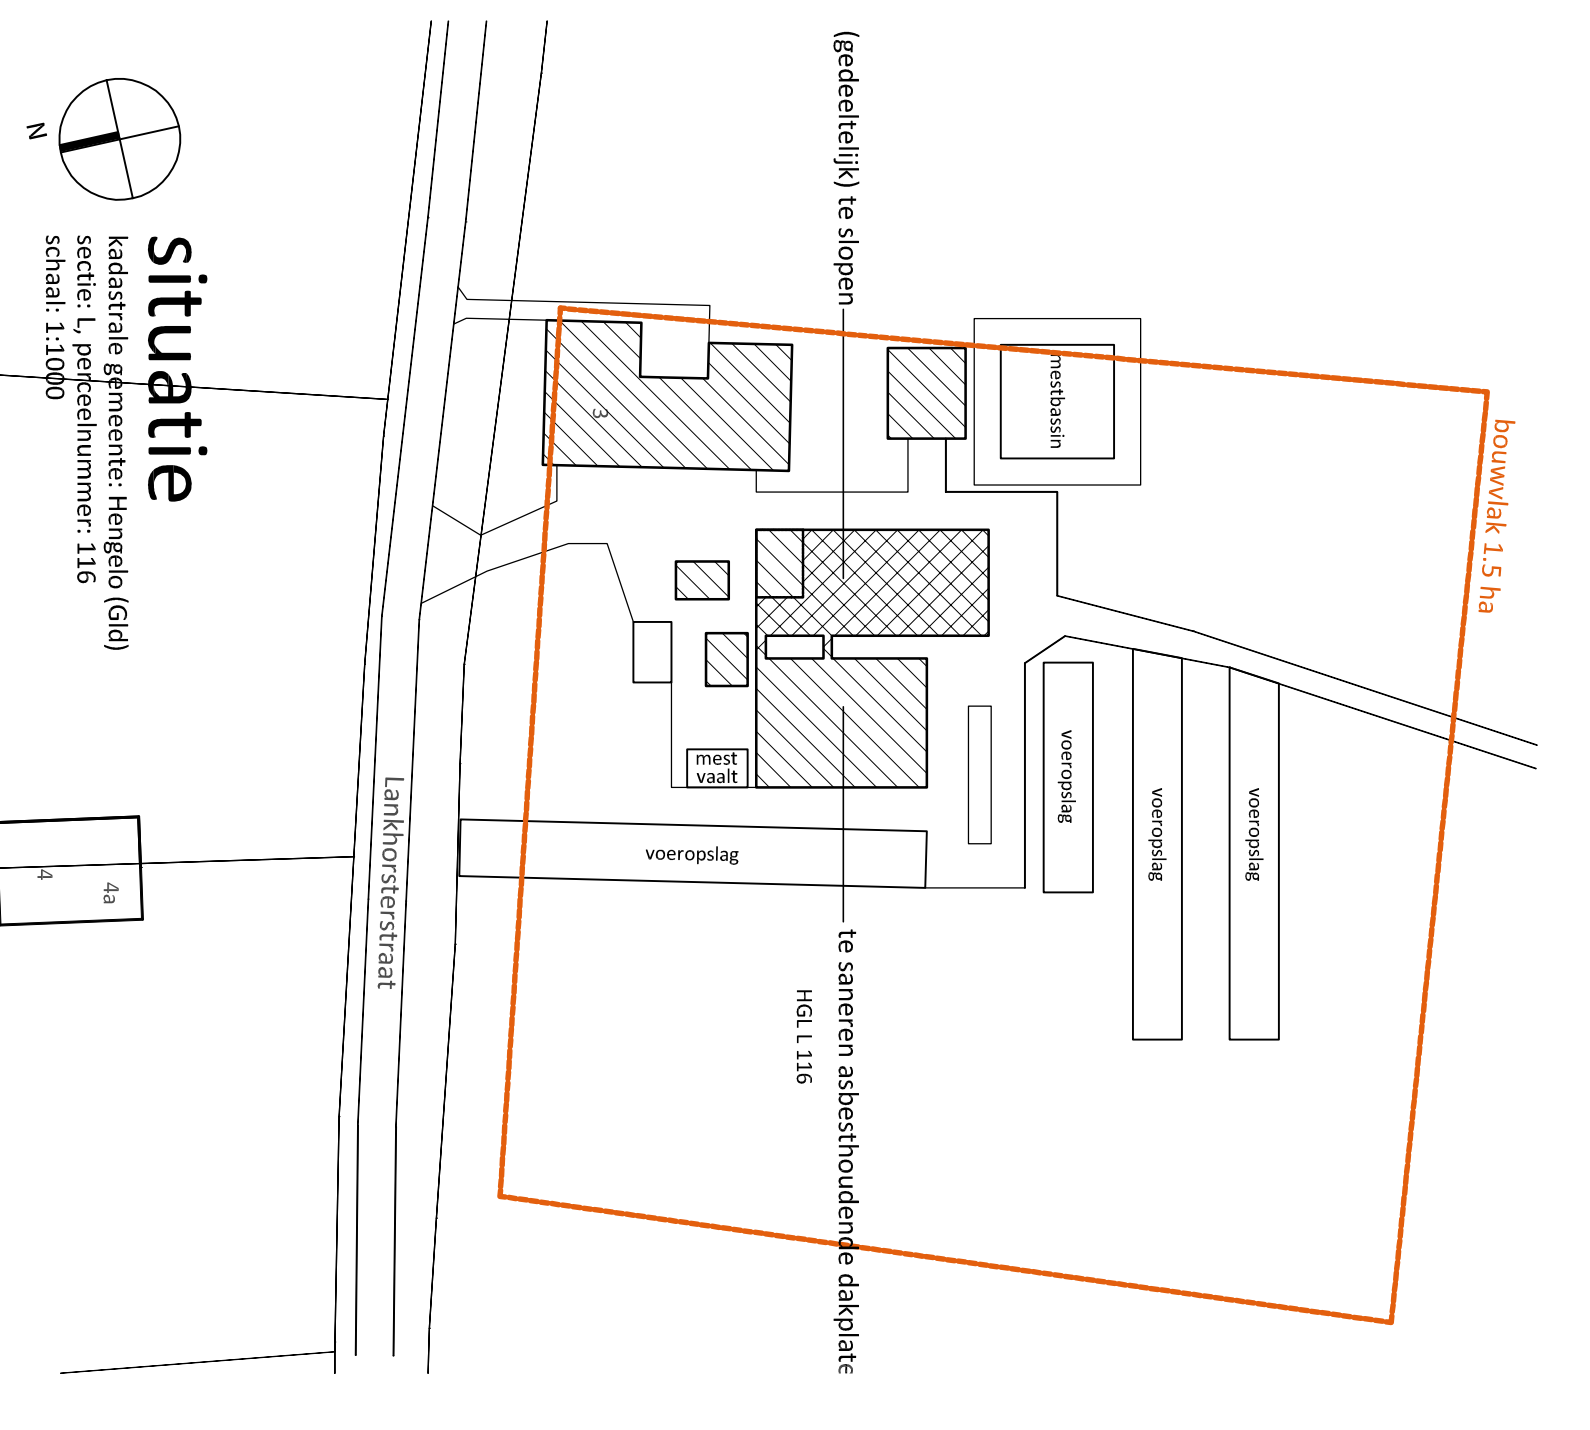 situatie
kadastrale gemeente: Hengelo (Gld)
sectie: L, perceelnummer: 116
schaal: 1:1000
N
(gedeeltelijk) te slopen
bouwvlak 1.5 ha
mestbassin
3
mest
vaalt
voeropslag
voeropslag
voeropslag
voeropslag
Lankhorsterstraat
4a
4
HGL L 116
te saneren asbesthoudende dakplate